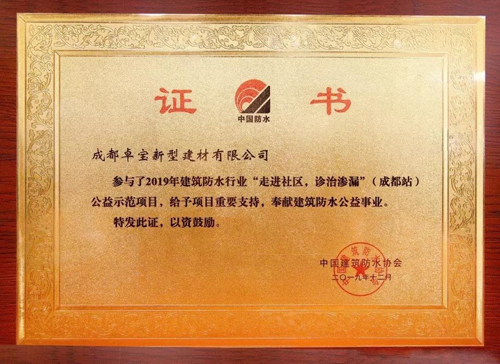 证 书
中国防水
成都卓宝新型建材有限公司
参与了2019年建筑防水行业“走进社区，诊治渗漏”（成都站）
公益示范项目，给予项目重要支持，奉献建筑防水公益事业。
特发此证，以资鼓励。
中国建筑防水协会
二〇一九年十二月